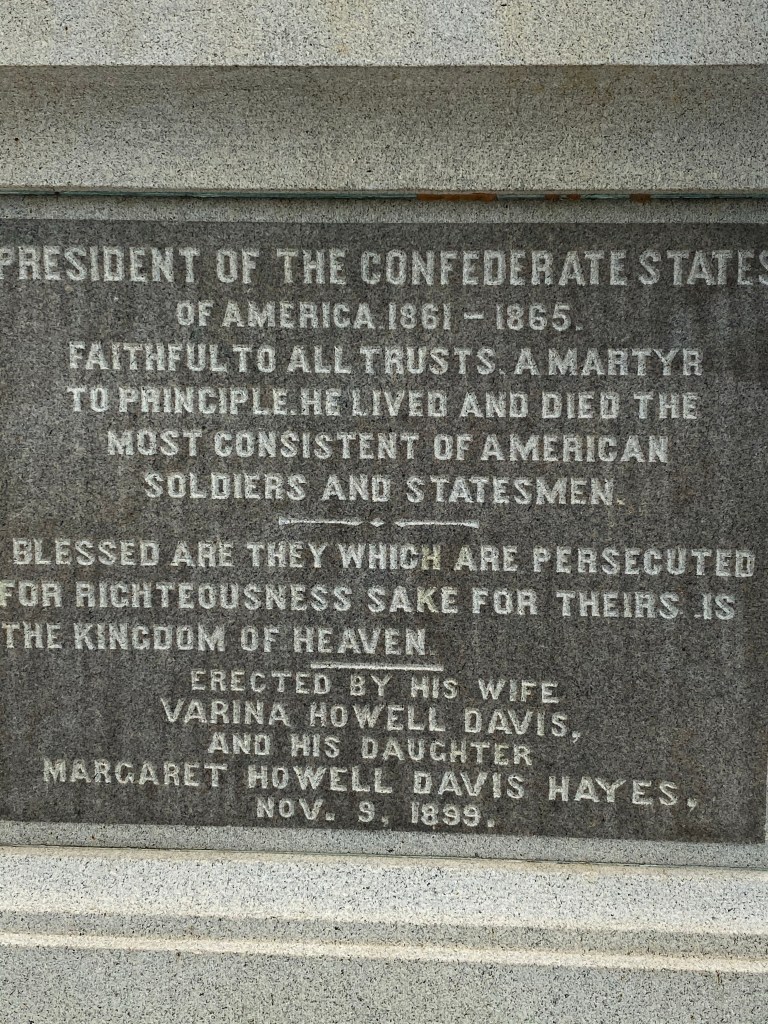 PRESIDENT OF THE CONFEDERATE STATES
OF AMERICA. 1861 – 1865.
FAITHFUL TO ALL TRUSTS, A MARTYR
TO PRINCIPLE. HE LIVED AND DIED THE
MOST CONSISTENT OF AMERICAN
SOLDIERS AND STATESMEN.
BLESSED ARE THEY WHICH ARE PERSECUTED
FOR RIGHTEOUSNESS SAKE FOR THEIRS IS
THE KINGDOM OF HEAVEN.
ERECTED BY HIS WIFE
VARINA HOWELL DAVIS,
AND HIS DAUGHTER
MARGARET HOWELL DAVIS HAYES,
NOV. 9, 1899.